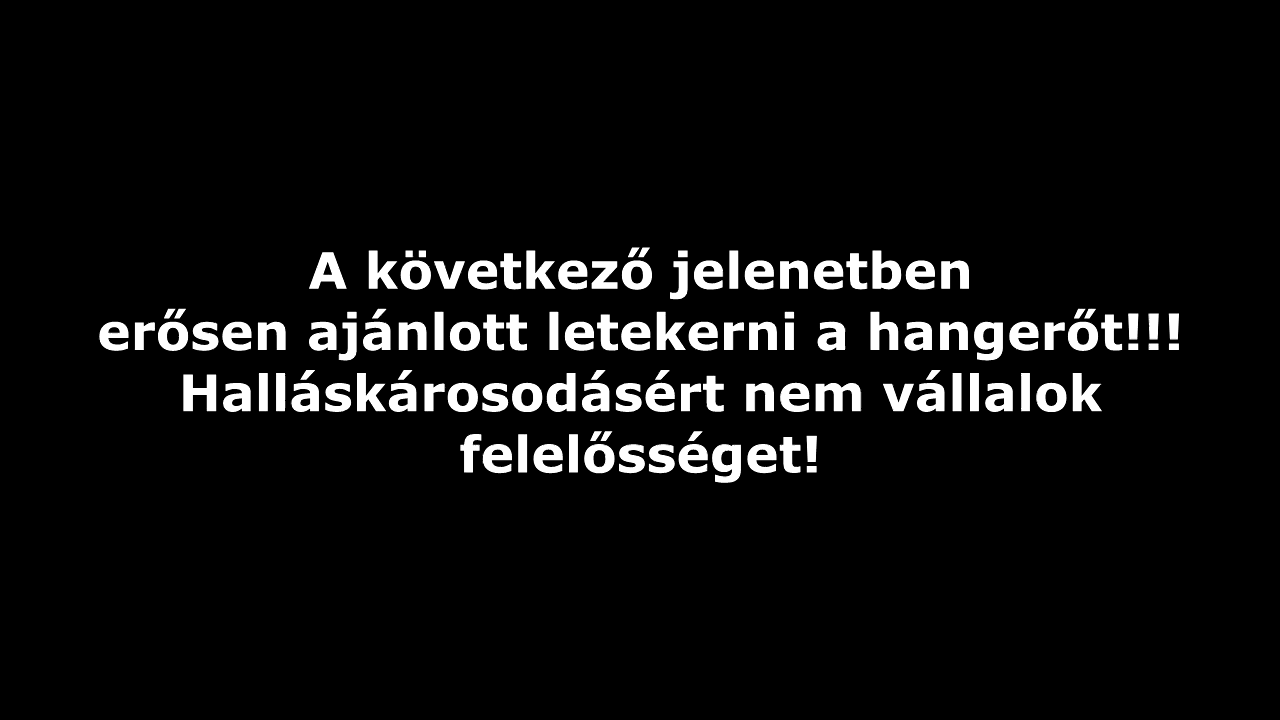 A következő jelenetben
erősen ajánlott letekerni a hangerőt!!!
Halláskárosodásért nem vállalok
felelősséget!